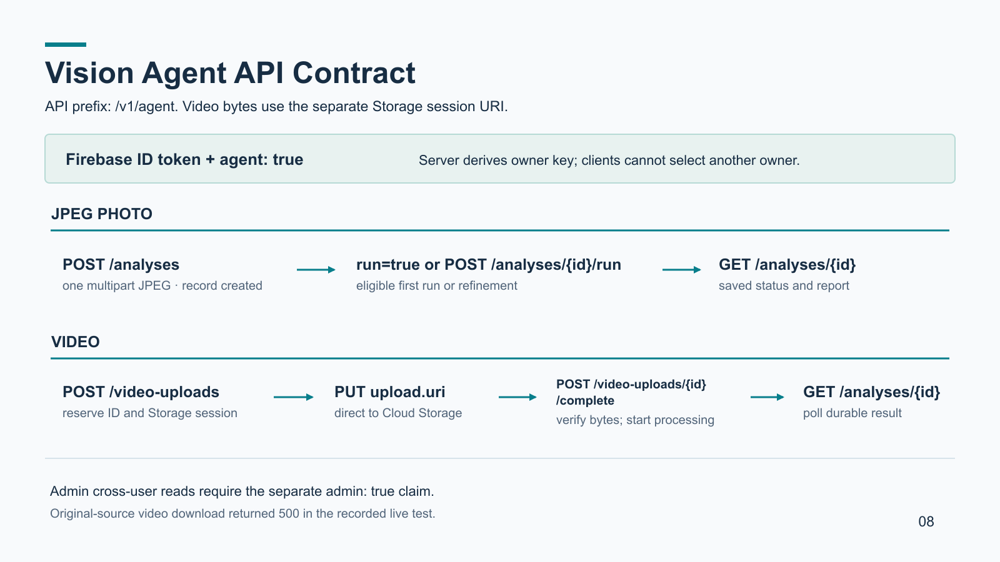 Vision Agent API Contract
API prefix: /v1/agent. Video bytes use the separate Storage session URI.
Firebase ID token + agent: true
Server derives owner key; clients cannot select another owner.
JPEG PHOTO
POST /analyses
one multipart JPEG · record created
run=true or POST /analyses/{id}/run
eligible first run or refinement
GET /analyses/{id}
saved status and report
VIDEO
POST /video-uploads
reserve ID and Storage session
PUT upload.uri
direct to Cloud Storage
POST /video-uploads/{id}
/complete
verify bytes; start processing
GET /analyses/{id}
poll durable result
Admin cross-user reads require the separate admin: true claim.
Original-source video download returned 500 in the recorded live test.
08